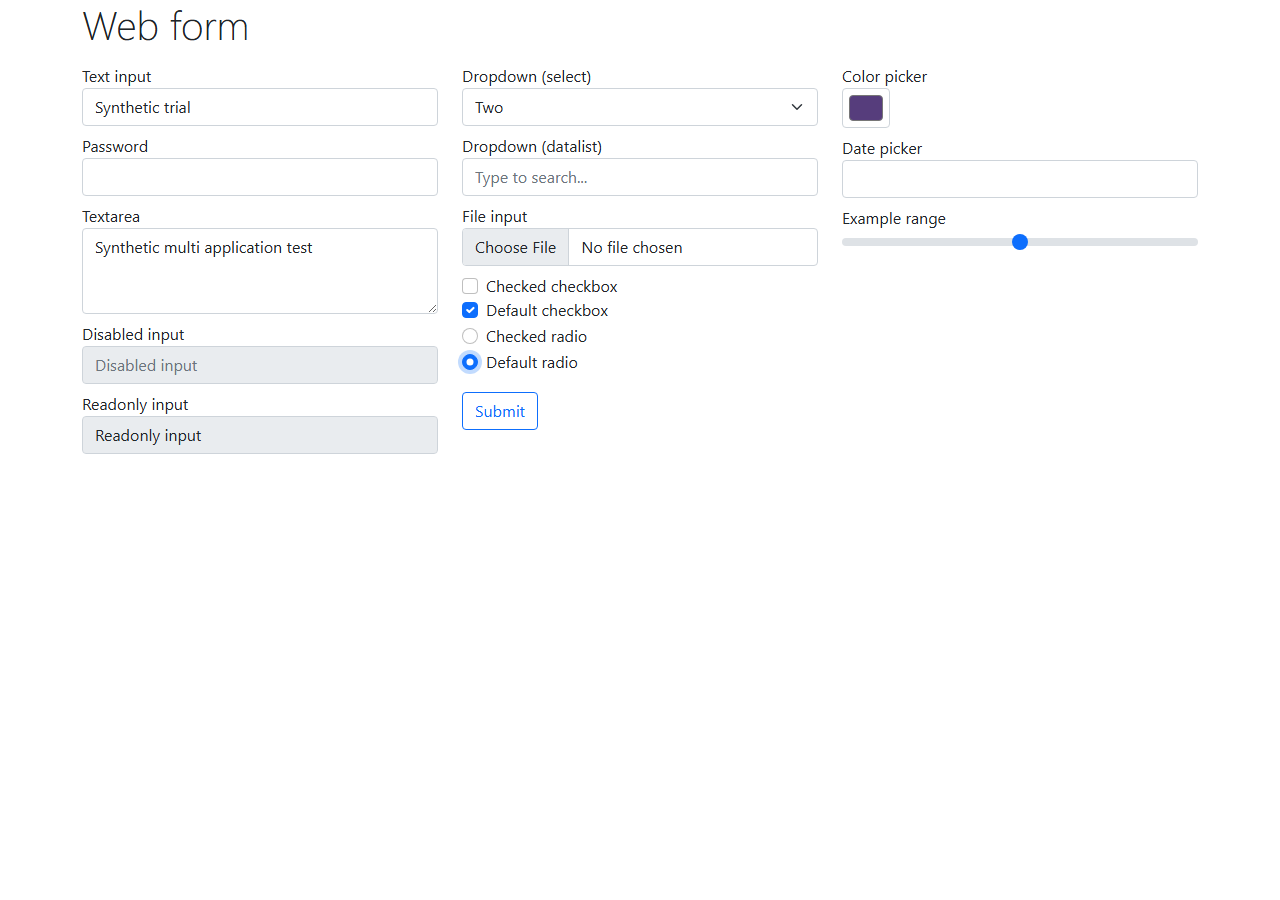 Web form
Text input
Synthetic trial
Password
Textarea
Synthetic multi application test
Disabled input
Disabled input
Readonly input
Readonly input
Dropdown (select)
Two
Dropdown (datalist)
Type to search...
File input
Choose File No file chosen
Checked checkbox
Default checkbox
Checked radio
Default radio
Submit
Color picker
Date picker
Example range